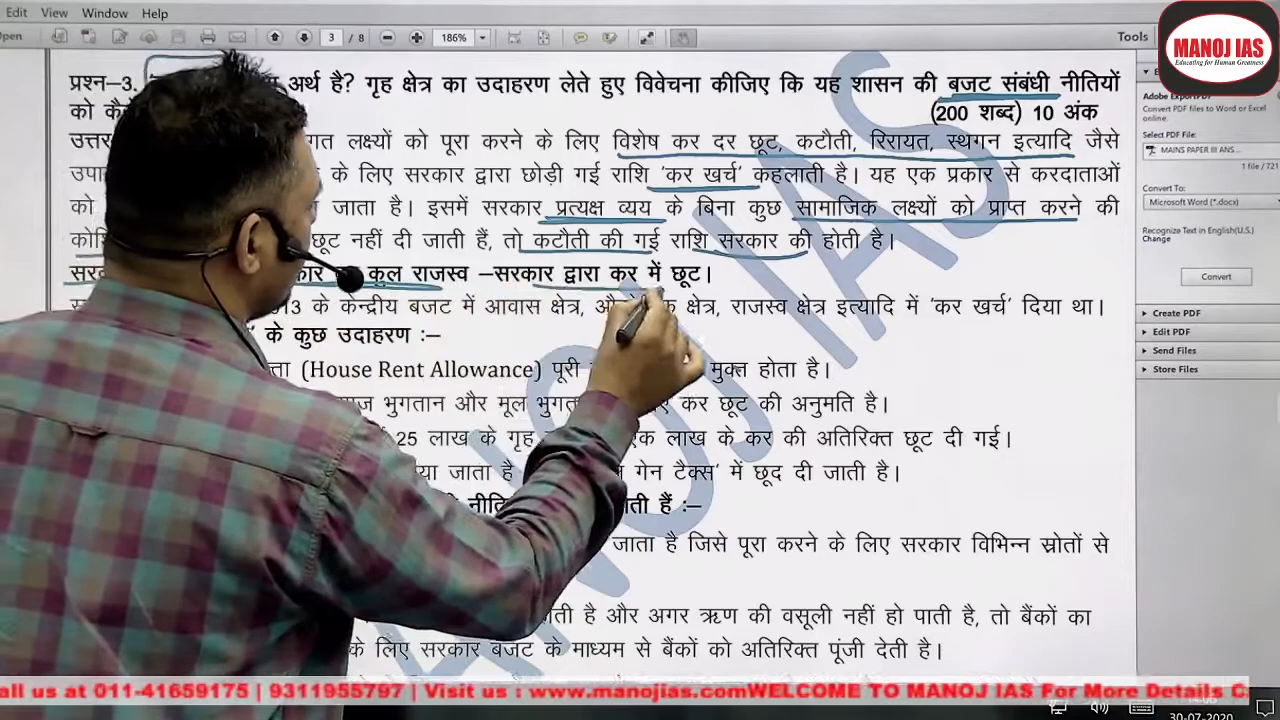 Edit View Window Help
MANOJ IAS
Educating for Human Greatness
Open 3 / 8 186% Tools
प्रश्न–3. अर्थ है? गृह क्षेत्र का उदाहरण लेते हुए विवेचना कीजिए कि यह शासन की बजट संबंधी नीतियों
को (200 शब्द) 10 अंक
उत्तर लक्ष्यों को पूरा करने के लिए विशेष कर दर छूट, कटौती, रिरायत, स्थगन इत्यादि जैसे
के लिए सरकार द्वारा छोड़ी गई राशि 'कर खर्च' कहलाता है। यह एक प्रकार से करदाताओं
को जाता है। इसमें सरकार प्रत्यक्ष व्यय के बिना कुछ सामाजिक लक्ष्यों को प्राप्त करने की
छूट नहीं दी जाती हैं, तो कटौती की गई राशि सरकार की होती है।
कुल राजस्व –सरकार द्वारा कर में छूट।
के केन्द्रीय बजट में आवास क्षेत्र, क्षेत्र, राजस्व क्षेत्र इत्यादि में 'कर खर्च' दिया था।
के कुछ उदाहरण :–
(House Rent Allowance) पूरी मुक्त होता है।
भुगतान और मूल कर छूट की अनुमति है।
25 लाख के गृह एक लाख के कर की अतिरिक्त छूट दी गई।
जाता है गेन टैक्स' में छूद दी जाती है।
हैं :–
जाता है जिसे पूरा करने के लिए सरकार विभिन्न स्रोतों से
है और अगर ऋण की वसूली नहीं हो पाती है, तो बैंकों का
के लिए सरकार बजट के माध्यम से बैंकों को अतिरिक्त पूंजी देती है।
MANOJ IAS
Adobe ExportPDF
Convert PDF files to Word or Excel
online.
Select PDF File:
MAINS PAPER III ANS...
1 file / 721
Convert To:
Microsoft Word (*.docx)
Recognize Text in English(U.S.)
Change
Convert
Create PDF
Edit PDF
Send Files
Store Files
all us at 011-41659175 | 9311955797 | Visit us : www.manojias.comWELCOME TO MANOJ IAS For More Details C
30-07-2020